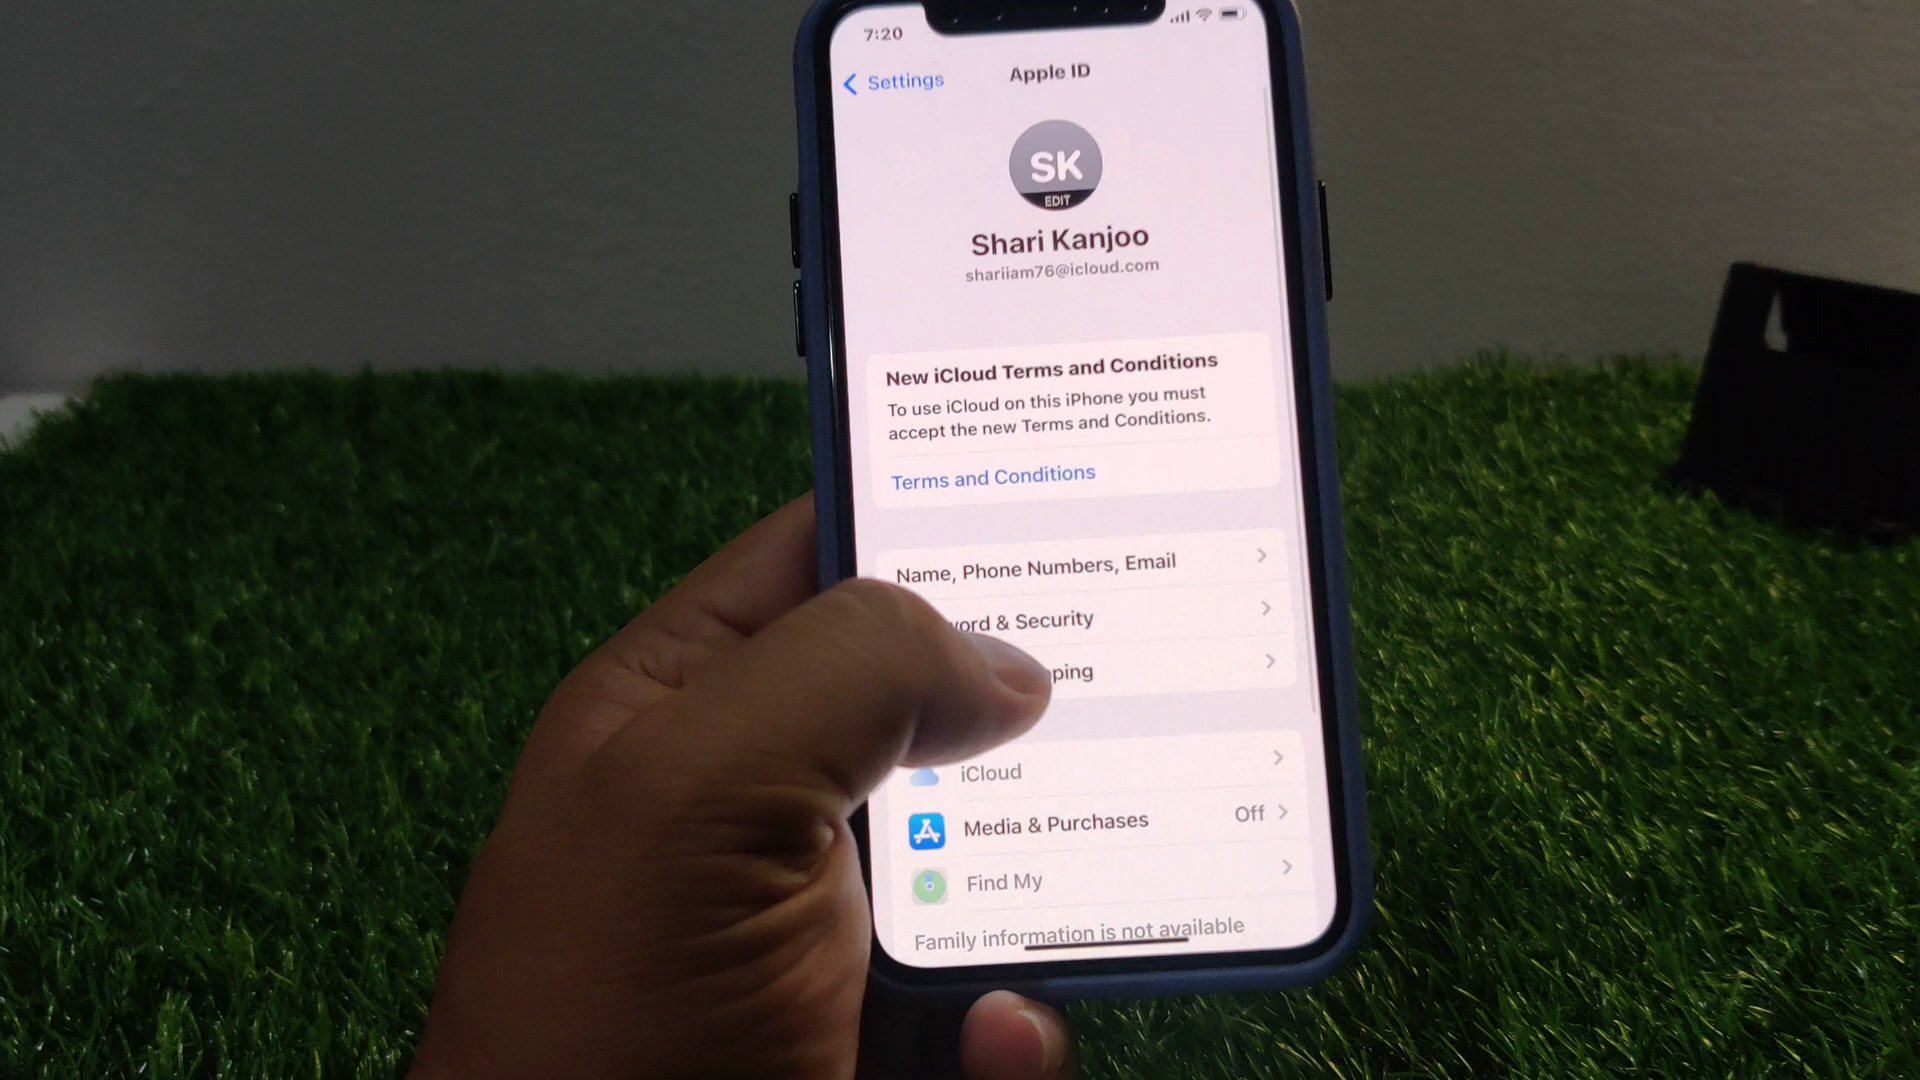 7:20
Settings
Apple ID
SK
EDIT
Shari Kanjoo
shariiam76@icloud.com
New iCloud Terms and Conditions
To use iCloud on this iPhone you must
accept the new Terms and Conditions.
Terms and Conditions
Name, Phone Numbers, Email
& Security
iCloud
Media & Purchases Off
Find My
Family information is not available